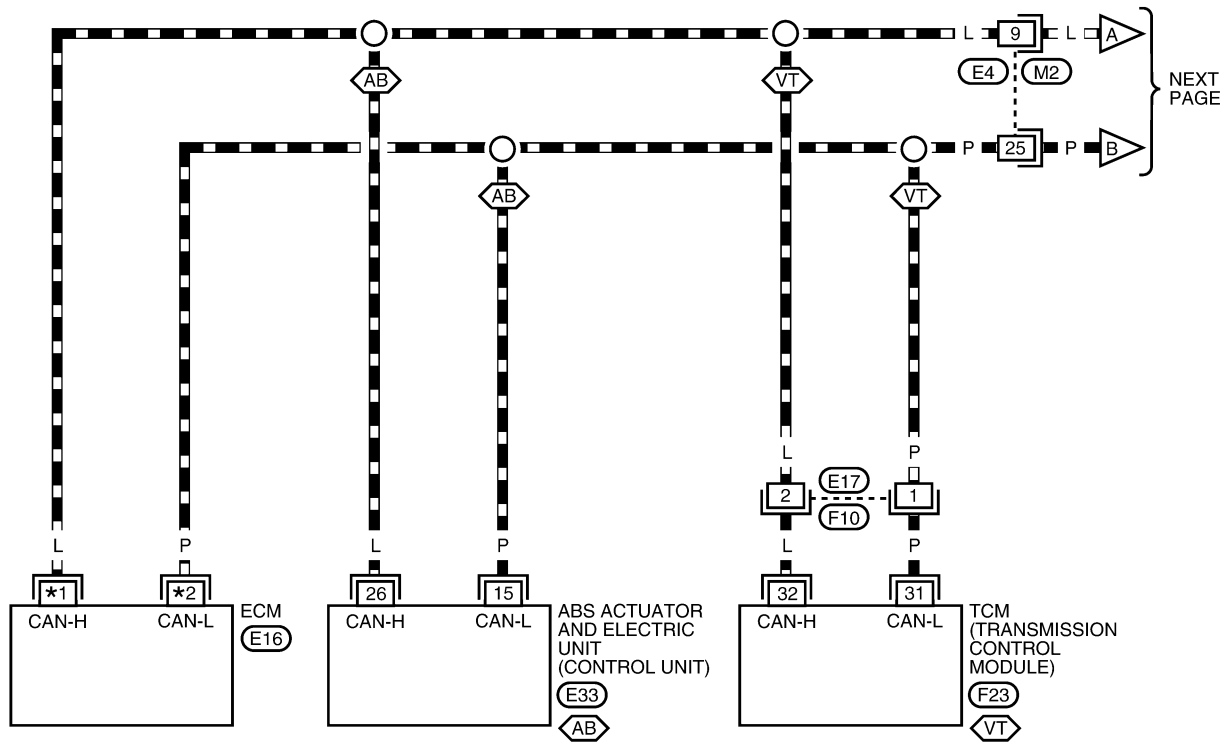 L 9 L A
AB VT E4 M2
NEXT
PAGE
P 25 P B
AB VT
L P
2 E17 1
F10
L P L P L P
*1 *2 26 15 32 31
CAN-H CAN-L CAN-H CAN-L CAN-H CAN-L
ECM
E16
ABS ACTUATOR
AND ELECTRIC
UNIT
(CONTROL UNIT)
E33
AB
TCM
(TRANSMISSION
CONTROL
MODULE)
F23
VT